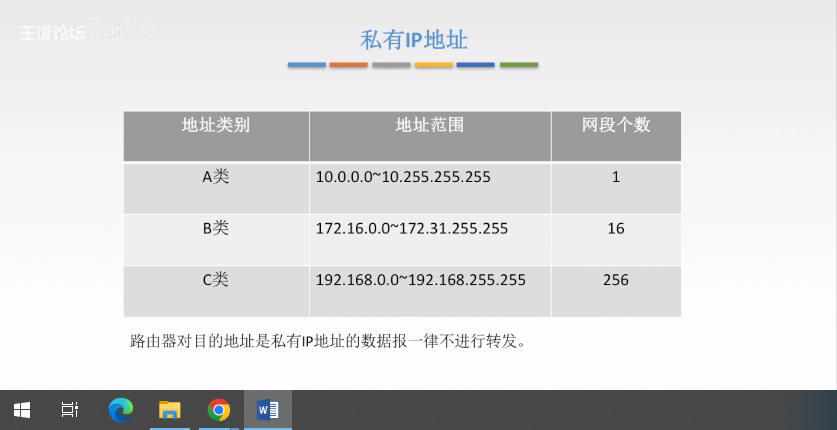 王道论坛
私有IP地址
地址类别 地址范围 网段个数
A类 10.0.0.0~10.255.255.255 1
B类 172.16.0.0~172.31.255.255 16
C类 192.168.0.0~192.168.255.255 256
路由器对目的地址是私有IP地址的数据报一律不进行转发。